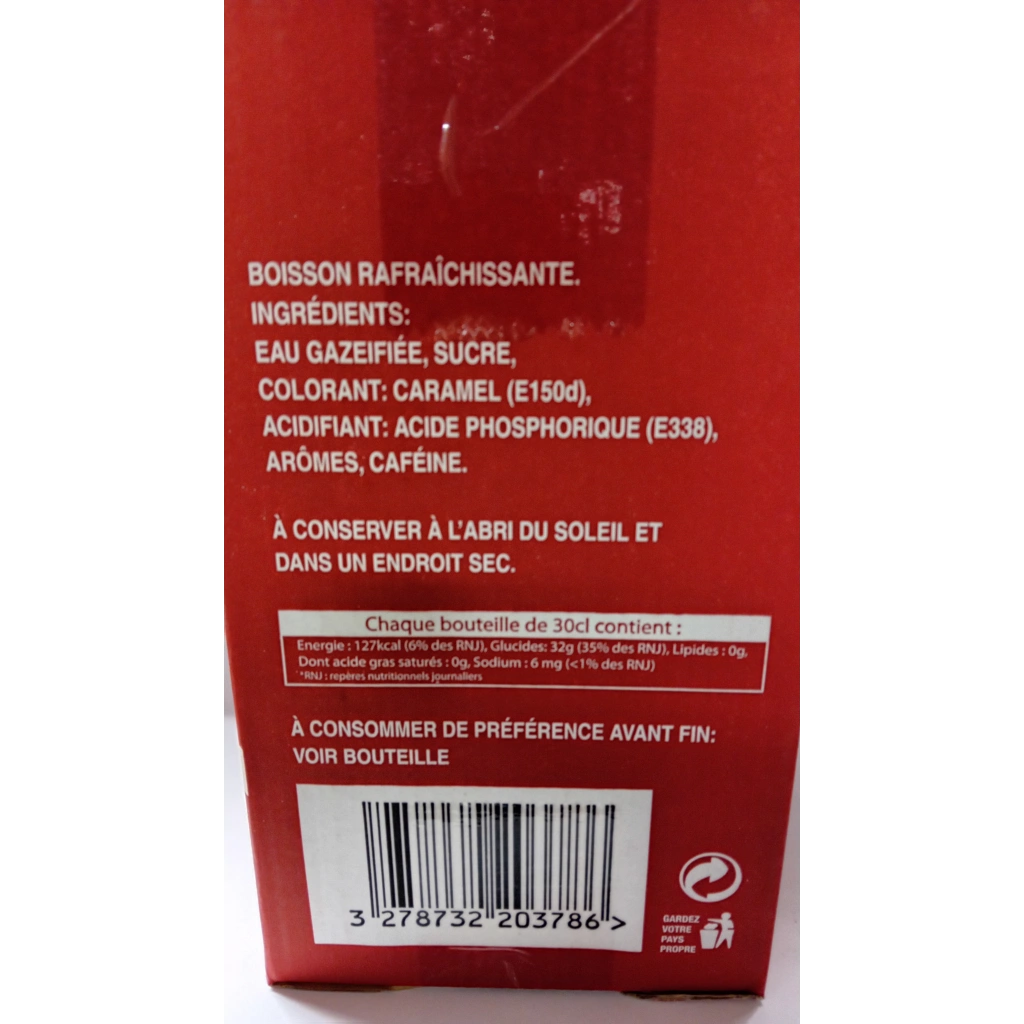 BOISSON RAFRAÎCHISSANTE.
INGRÉDIENTS:
EAU GAZEIFIÉE, SUCRE,
COLORANT: CARAMEL (E150d),
ACIDIFIANT: ACIDE PHOSPHORIQUE (E338),
ARÔMES, CAFÉINE.
À CONSERVER À L'ABRI DU SOLEIL ET
DANS UN ENDROIT SEC.
Chaque bouteille de 30cl contient :
Energie : 127kcal (6% des RNJ), Glucides: 32g (35% des RNJ), Lipides : 0g,
Dont acide gras saturés : 0g, Sodium : 6 mg (<1% des RNJ)
*RNJ : repères nutritionnels journaliers
À CONSOMMER DE PRÉFÉRENCE AVANT FIN:
VOIR BOUTEILLE
3 278732 203786 >
GARDEZ
VOTRE
PAYS
PROPRE